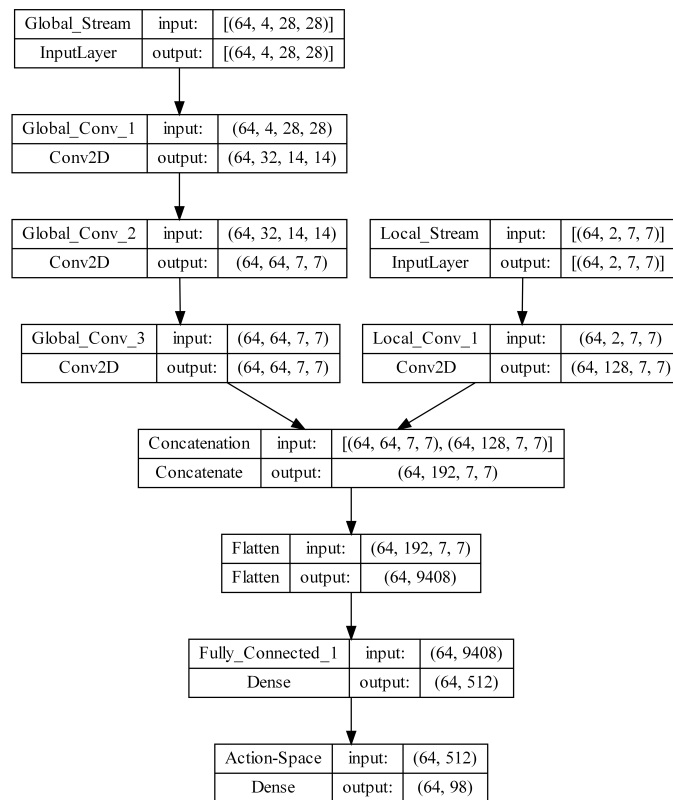 Global_Stream input: [(64, 4, 28, 28)]
InputLayer output: [(64, 4, 28, 28)]
Global_Conv_1 input: (64, 4, 28, 28)
Conv2D output: (64, 32, 14, 14)
Global_Conv_2 input: (64, 32, 14, 14)
Conv2D output: (64, 64, 7, 7)
Local_Stream input: [(64, 2, 7, 7)]
InputLayer output: [(64, 2, 7, 7)]
Global_Conv_3 input: (64, 64, 7, 7)
Conv2D output: (64, 64, 7, 7)
Local_Conv_1 input: (64, 2, 7, 7)
Conv2D output: (64, 128, 7, 7)
Concatenation input: [(64, 64, 7, 7), (64, 128, 7, 7)]
Concatenate output: (64, 192, 7, 7)
Flatten input: (64, 192, 7, 7)
Flatten output: (64, 9408)
Fully_Connected_1 input: (64, 9408)
Dense output: (64, 512)
Action-Space input: (64, 512)
Dense output: (64, 98)